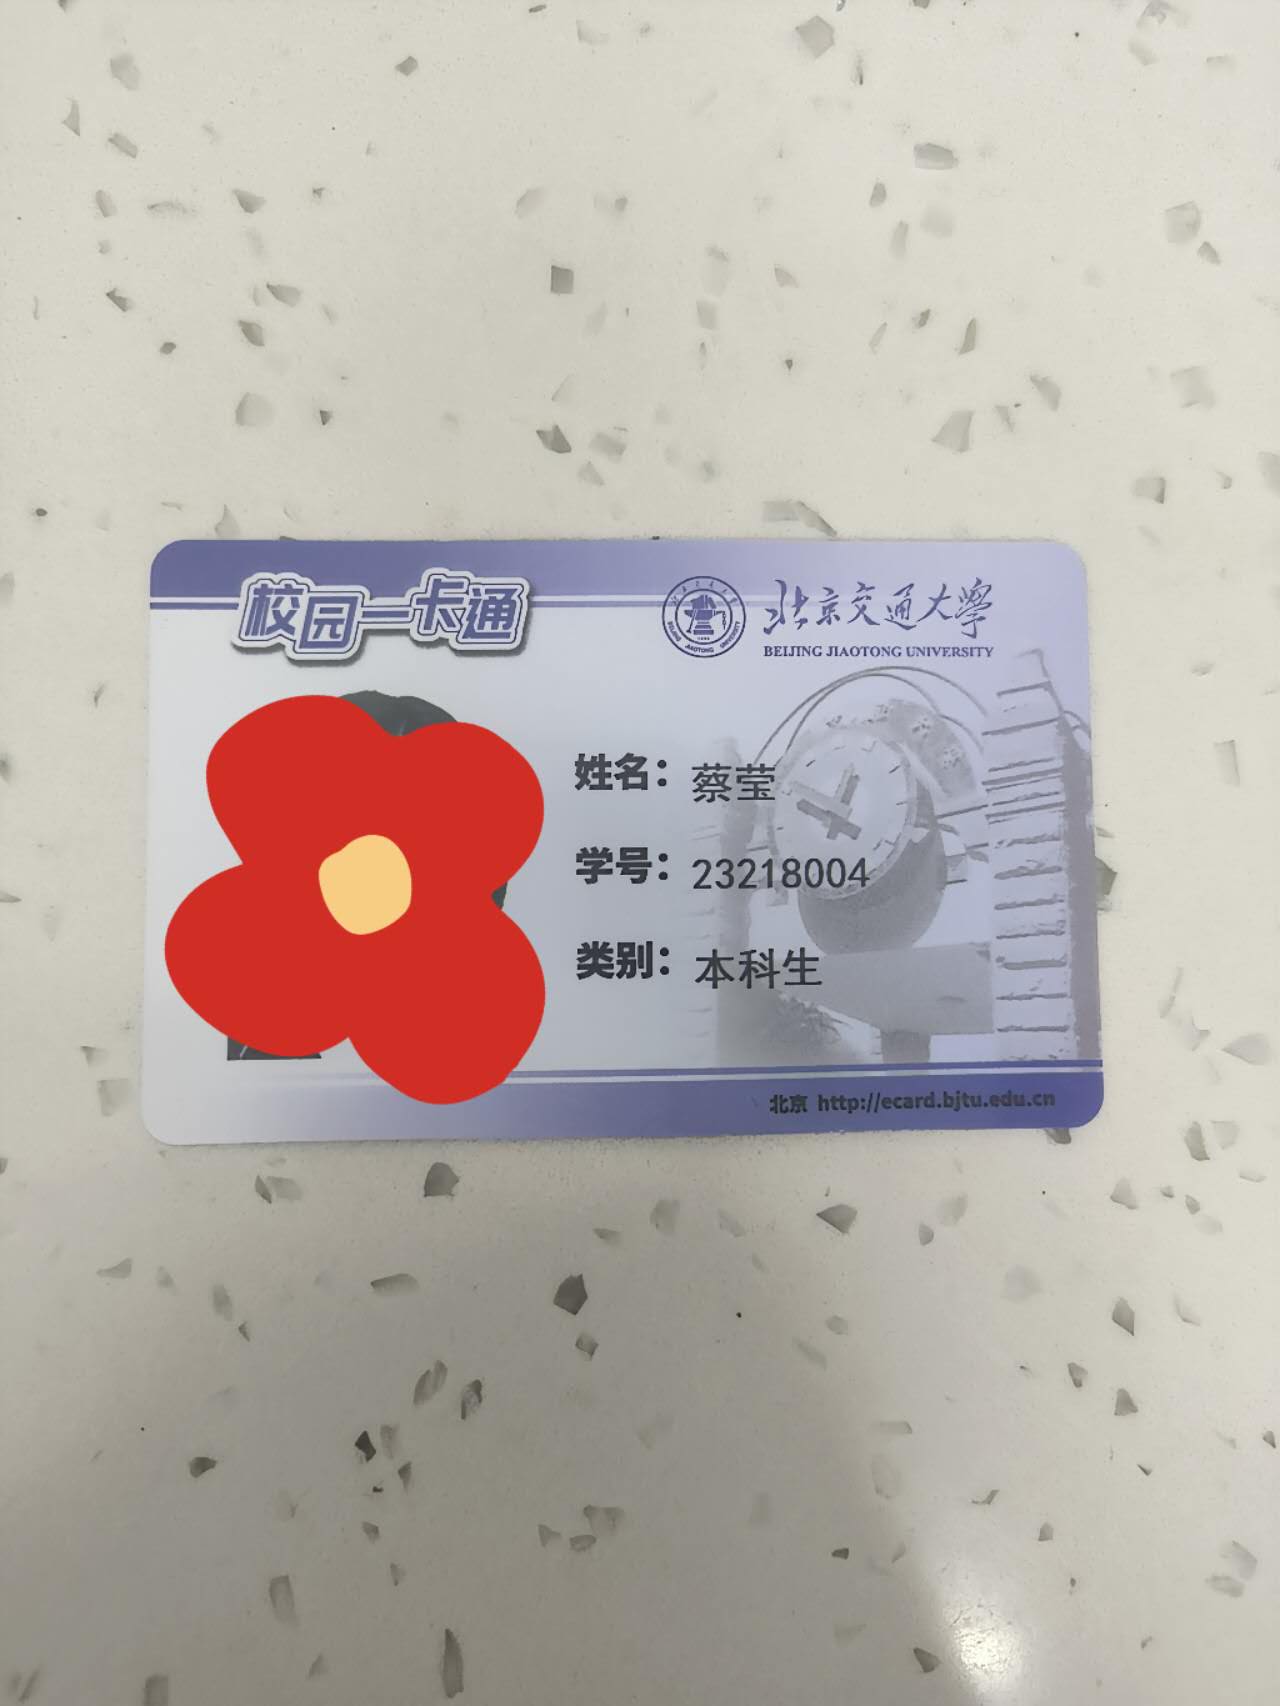 校园一卡通
北京交通大學
BEIJING JIAOTONG UNIVERSITY
姓名：蔡莹
学号：23218004
类别：本科生
北京 http://ecard.bjtu.edu.cn